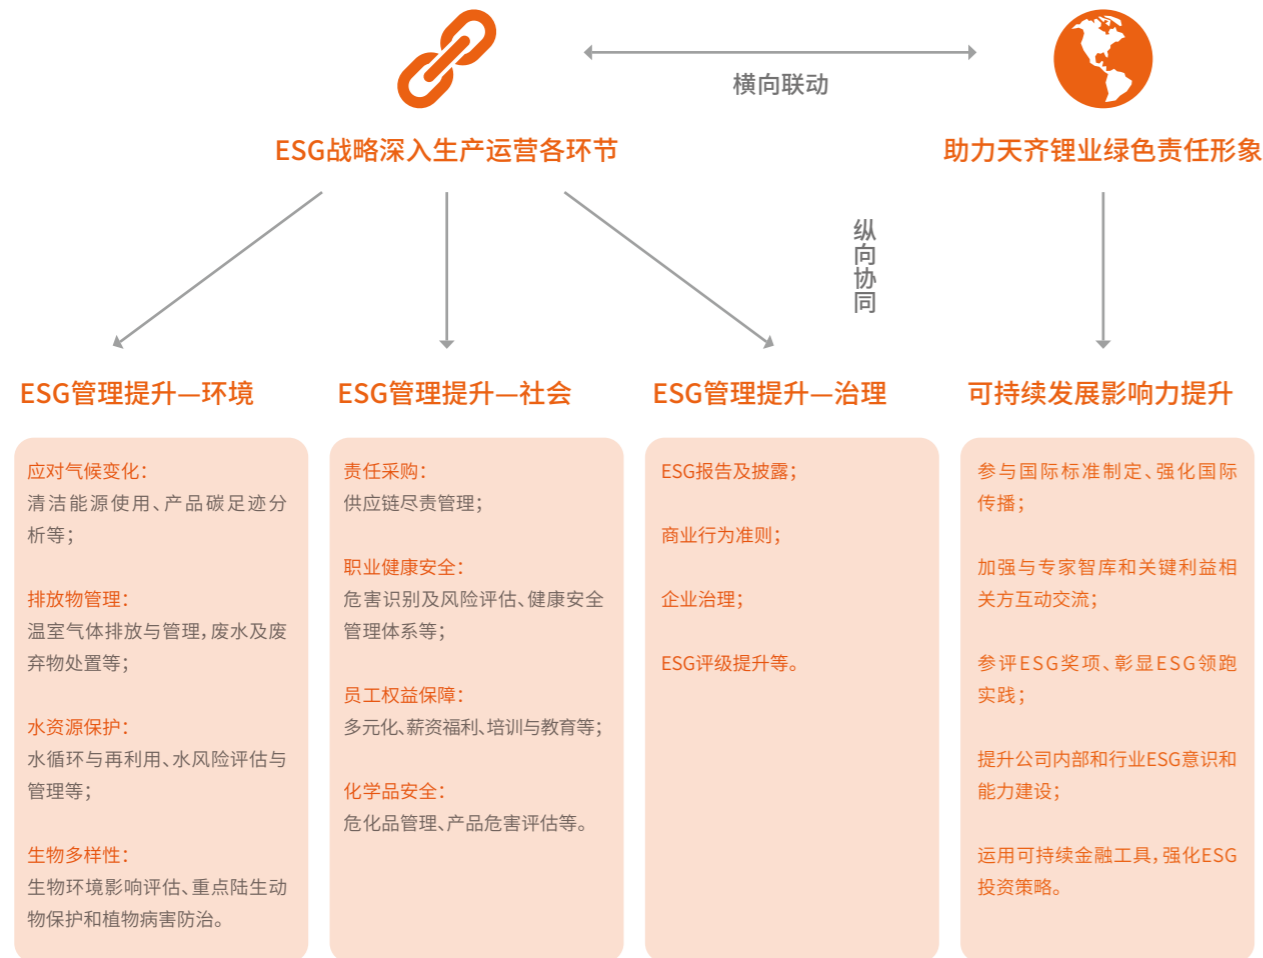 横向联动
ESG战略深入生产运营各环节
助力天齐锂业绿色责任形象
纵向协同
ESG管理提升—环境
应对气候变化：
清洁能源使用、产品碳足迹分
析等；
排放物管理：
温室气体排放与管理，废水及废
弃物处置等；
水资源保护：
水循环与再利用、水风险评估与
管理等；
生物多样性：
生物环境影响评估、重点陆生动
物保护和植物病害防治。
ESG管理提升—社会
责任采购：
供应链尽责管理；
职业健康安全：
危害识别及风险评估、健康安全
管理体系等；
员工权益保障：
多元化、薪资福利、培训与教育等；
化学品安全：
危化品管理、产品危害评估等。
ESG管理提升—治理
ESG报告及披露；
商业行为准则；
企业治理；
ESG评级提升等。
可持续发展影响力提升
参与国际标准制定、强化国际
传播；
加强与专家智库和关键利益相
关方互动交流；
参评ESG奖项、彰显ESG领跑
实践；
提升公司内部和行业ESG意识和
能力建设；
运用可持续金融工具，强化ESG
投资策略。